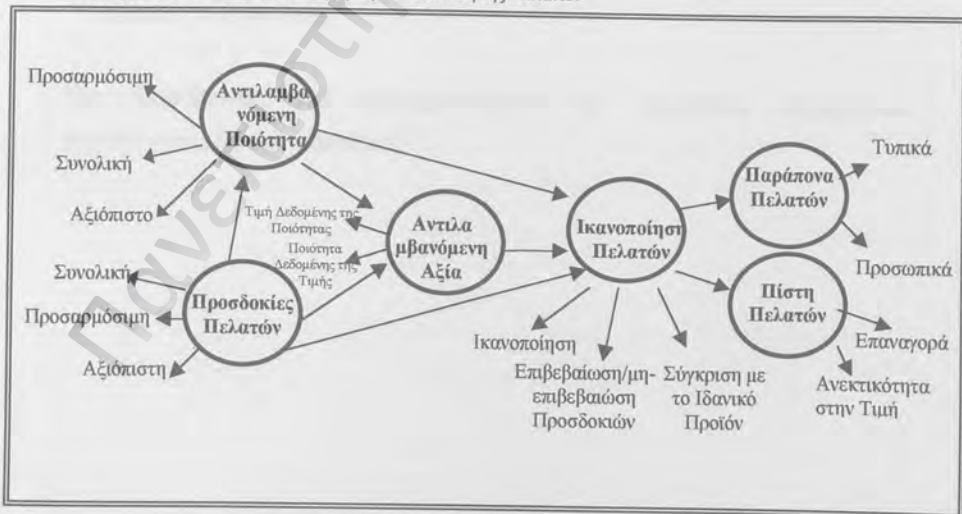 Προσαρμόσιμη
Συνολική
Αξιόπιστο
Αντιλαμβα
νόμενη
Ποιότητα
Τιμή Δεδομένης της
Ποιότητας
Ποιότητα
Δεδομένης της
Τιμής
Συνολική
Προσαρμόσιμη
Αξιόπιστη
Προσδοκίες
Πελατών
Αντιλα
μβανόμενη
Αξία
Ικανοποίηση
Πελατών
Ικανοποίηση
Επιβεβαίωση/μη-
επιβεβαιώση
Προσδοκιών
Σύγκριση με
το Ιδανικό
Προϊόν
Παράπονα
Πελατών
Τυπικά
Προσωπικά
Πίστη
Πελατών
Επαναγορά
Ανεκτικότητα
στην Τιμή